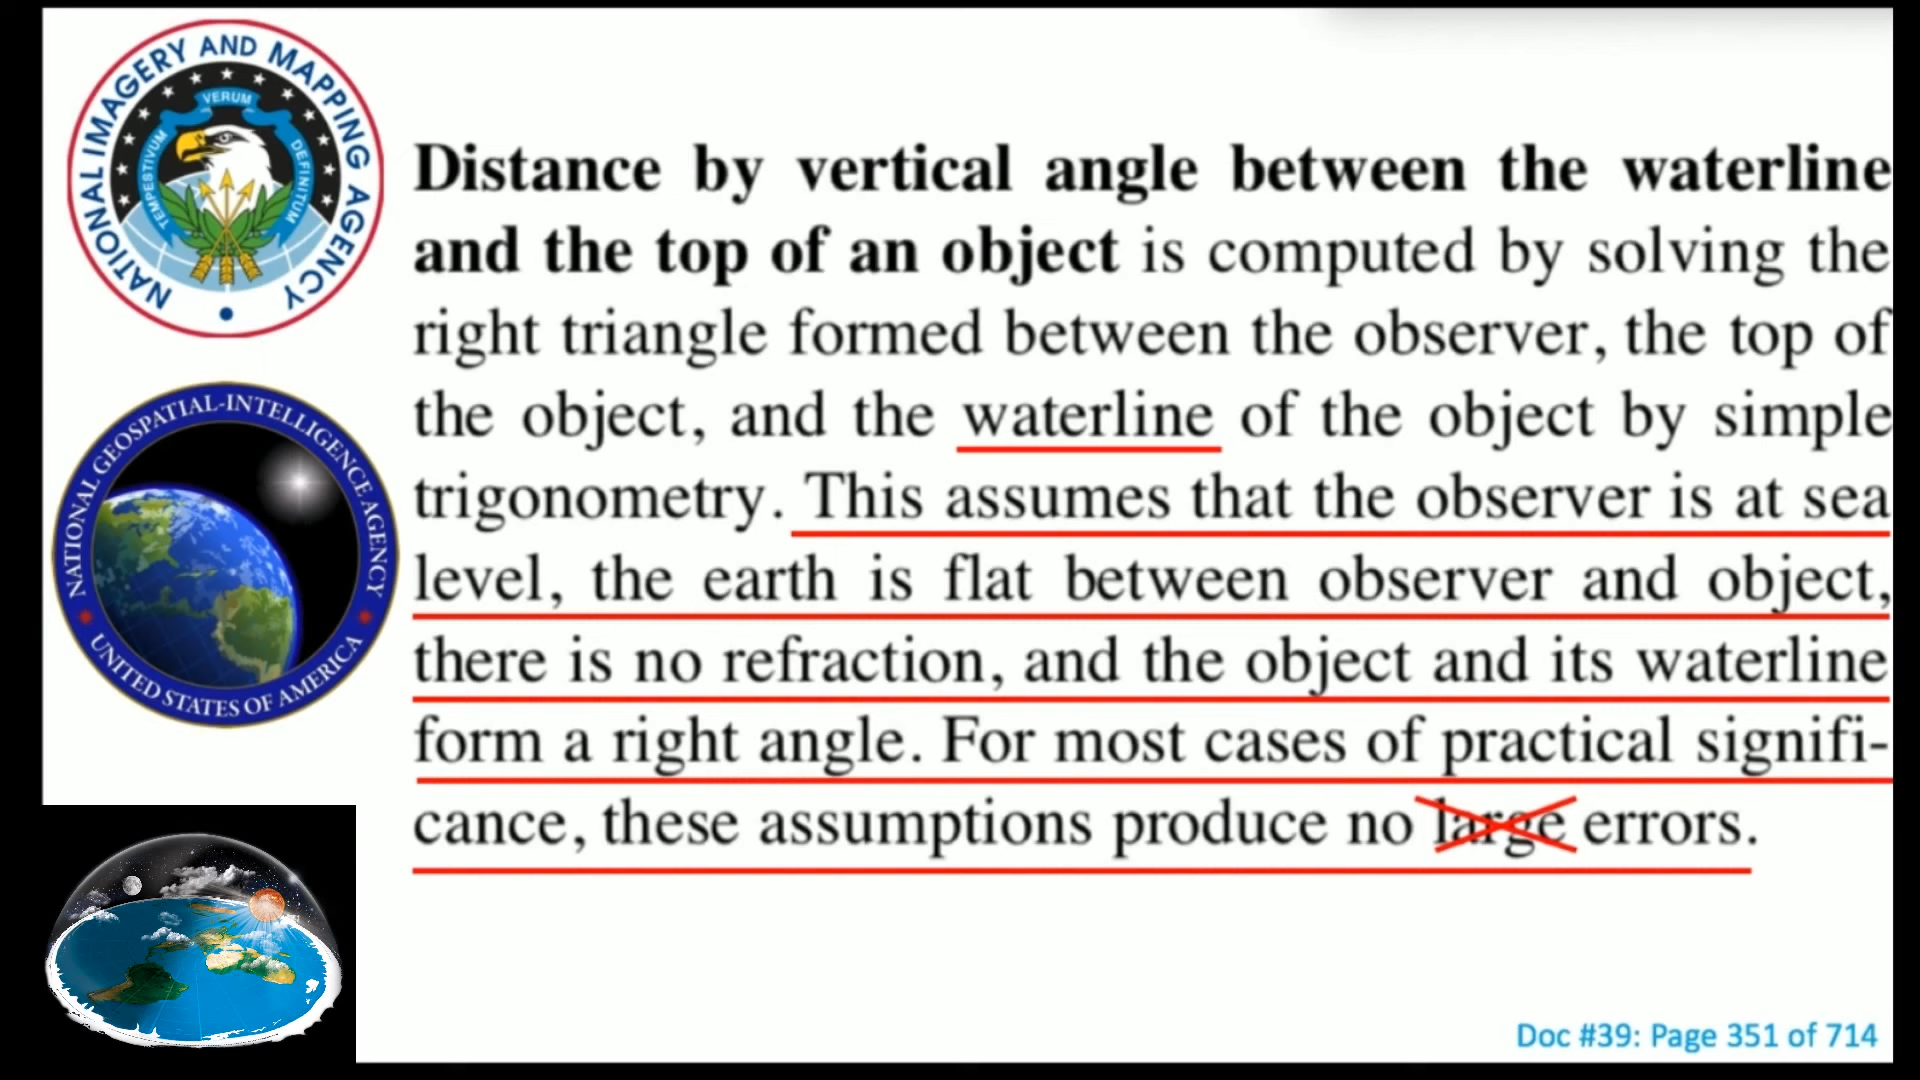 NATIONAL IMAGERY AND MAPPING AGENCY
VERUM
TEMPESTIVUM
DEFINITUM
NATIONAL GEOSPATIAL-INTELLIGENCE AGENCY
UNITED STATES OF AMERICA
Distance by vertical angle between the waterline
and the top of an object is computed by solving the
right triangle formed between the observer, the top of
the object, and the waterline of the object by simple
trigonometry. This assumes that the observer is at sea
level, the earth is flat between observer and object,
there is no refraction, and the object and its waterline
form a right angle. For most cases of practical signifi-
cance, these assumptions produce no large errors.
Doc #39: Page 351 of 714